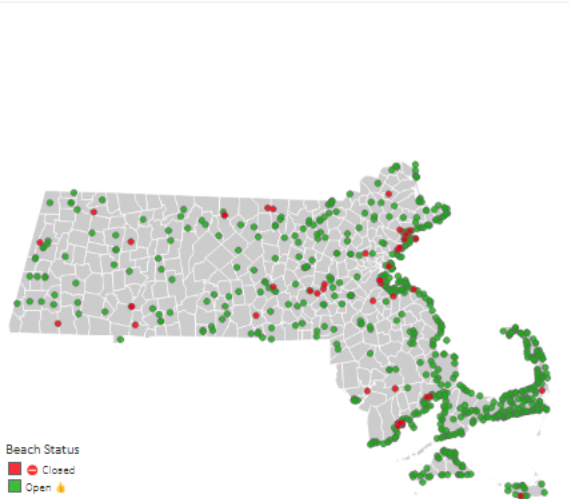 Beach Status
⛔ Closed
Open 👍